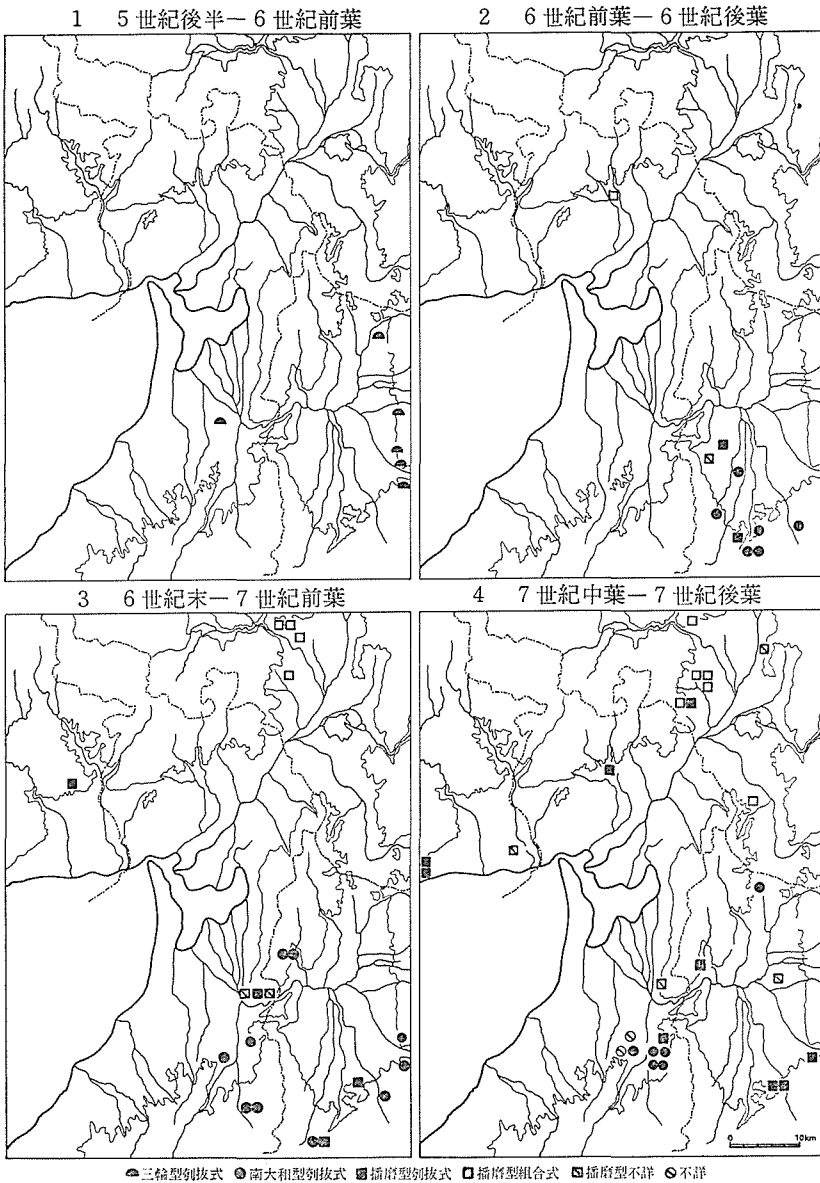 1 5世紀後半－6世紀前葉
2 6世紀前葉－6世紀後葉
3 6世紀末－7世紀前葉
4 7世紀中葉－7世紀後葉
0 10km
三輪型刳抜式 南大和型刳抜式 播磨型刳抜式 播磨型組合式 播磨型不詳 不詳